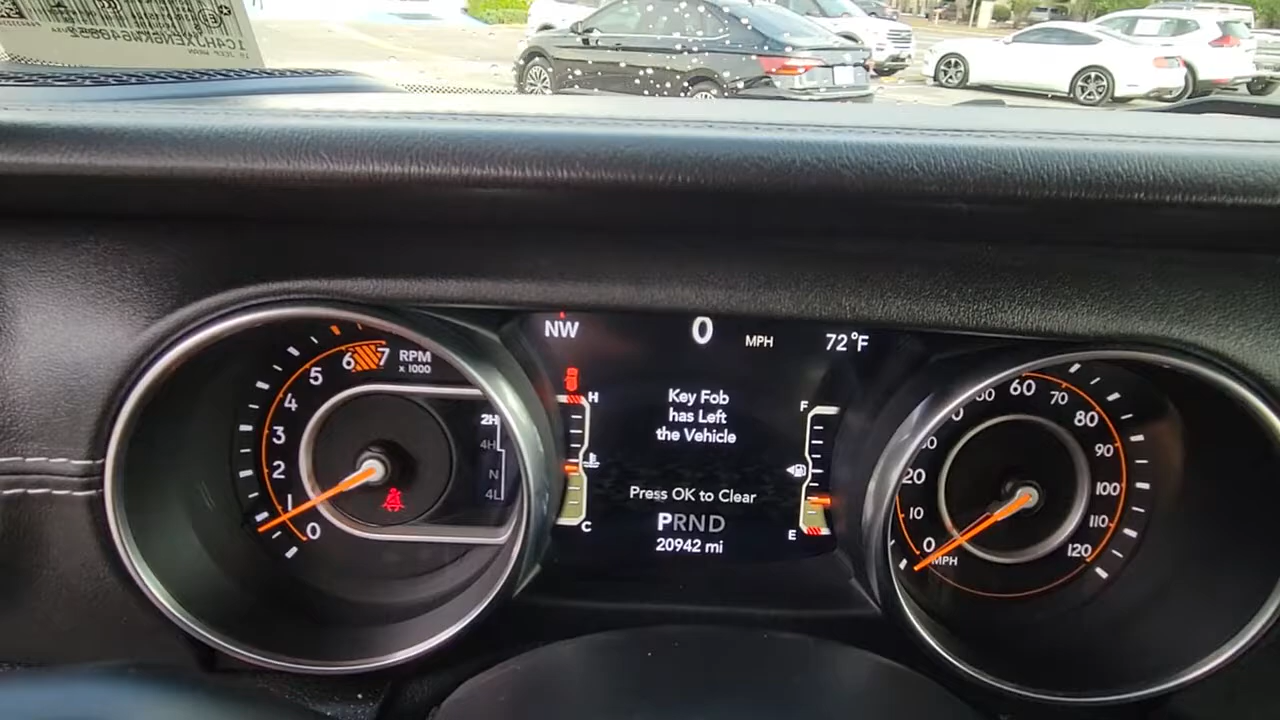 NW
0
MPH
72°F
6
7
RPM
x 1000
5
4
3
2
1
0
2H
4H
N
4L
H
C
Key Fob
has Left
the Vehicle
Press OK to Clear
PRND
20942 mi
F
E
60
70
80
90
100
110
120
20
10
0
MPH